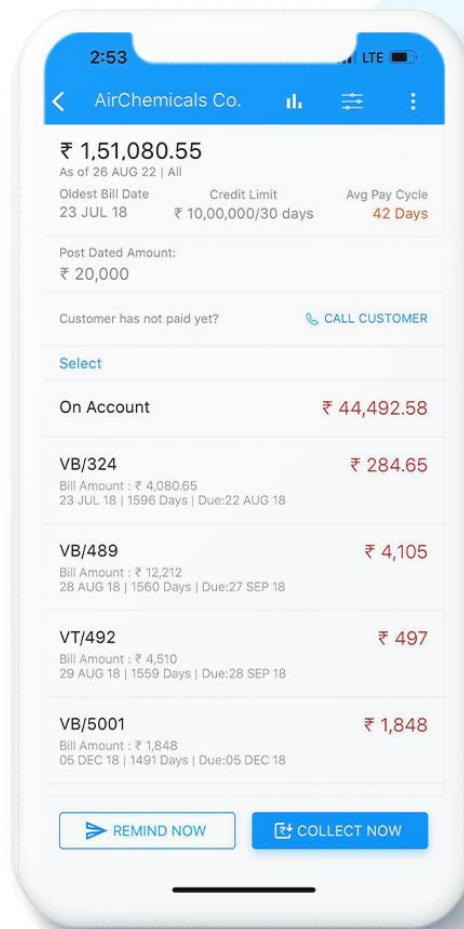 2:53
LTE
AirChemicals Co.
₹ 1,51,080.55
As of 26 AUG 22 | All
Oldest Bill Date Credit Limit Avg Pay Cycle
23 JUL 18 ₹ 10,00,000/30 days 42 Days
Post Dated Amount:
₹ 20,000
Customer has not paid yet? CALL CUSTOMER
Select
On Account ₹ 44,492.58
VB/324 ₹ 284.65
Bill Amount : ₹ 4,080.65
23 JUL 18 | 1596 Days | Due:22 AUG 18
VB/489 ₹ 4,105
Bill Amount : ₹ 12,212
28 AUG 18 | 1560 Days | Due:27 SEP 18
VT/492 ₹ 497
Bill Amount : ₹ 4,510
29 AUG 18 | 1559 Days | Due:28 SEP 18
VB/5001 ₹ 1,848
Bill Amount : ₹ 1,848
05 DEC 18 | 1491 Days | Due:05 DEC 18
REMIND NOW COLLECT NOW